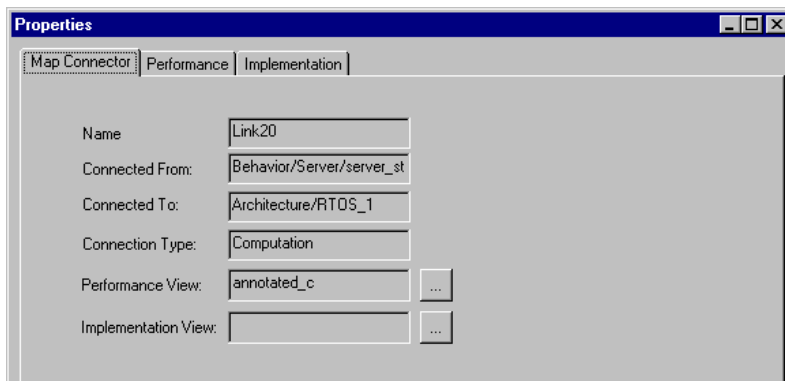 Properties
Map Connector Performance Implementation
Name Link20
Connected From: Behavior/Server/server_st
Connected To: Architecture/RTOS_1
Connection Type: Computation
Performance View: annotated_c ...
Implementation View: ...